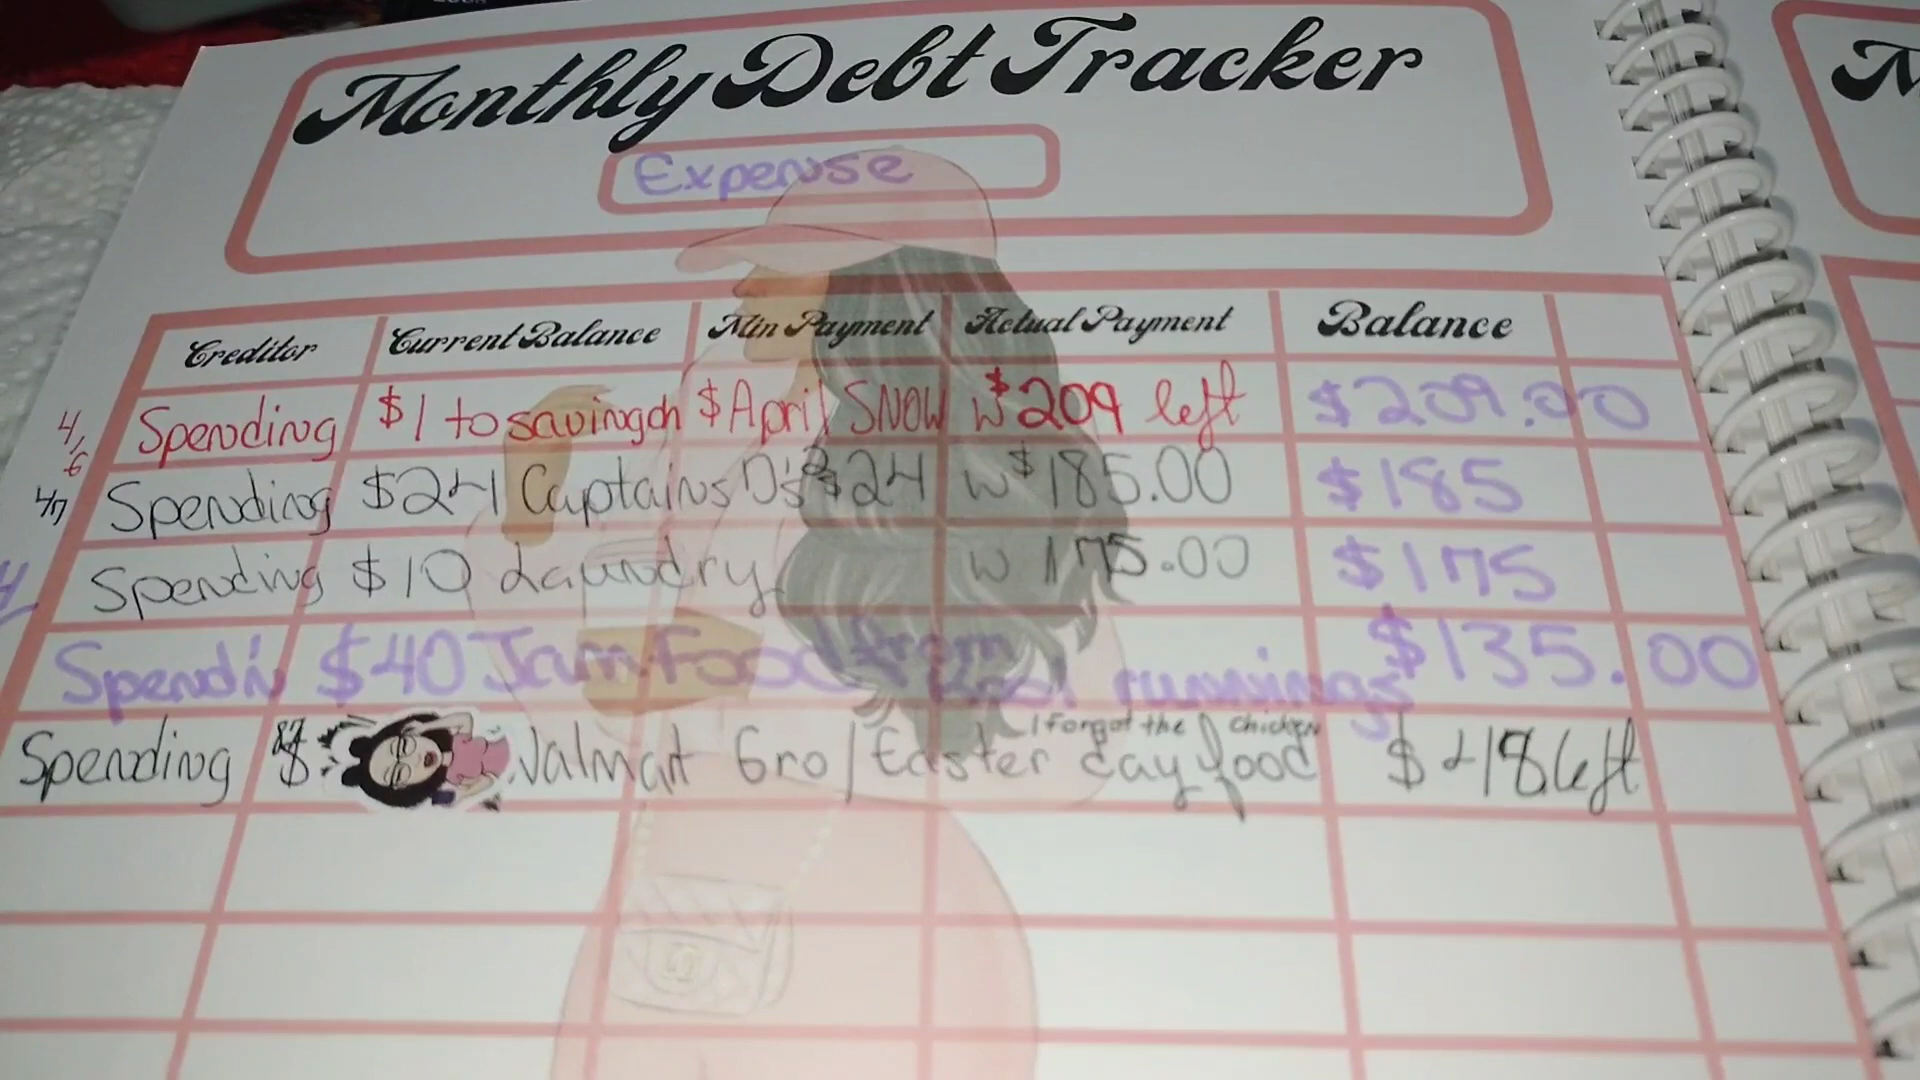 Monthly Debt Tracker
Expense
Creditor Current Balance Min Payment Actual Payment Balance
4/6 Spending $1 to saving $April SNOW w $209 left $209.00
4/7 Spending $24 Captains D's $24 w $185.00 $185
Spending $10 Laundry w 175.00 $175
Spendin $40 Jam Food from runnings $135.00
I Forgot the Chicken
Spending $ Walmart Gro/Easter day food left